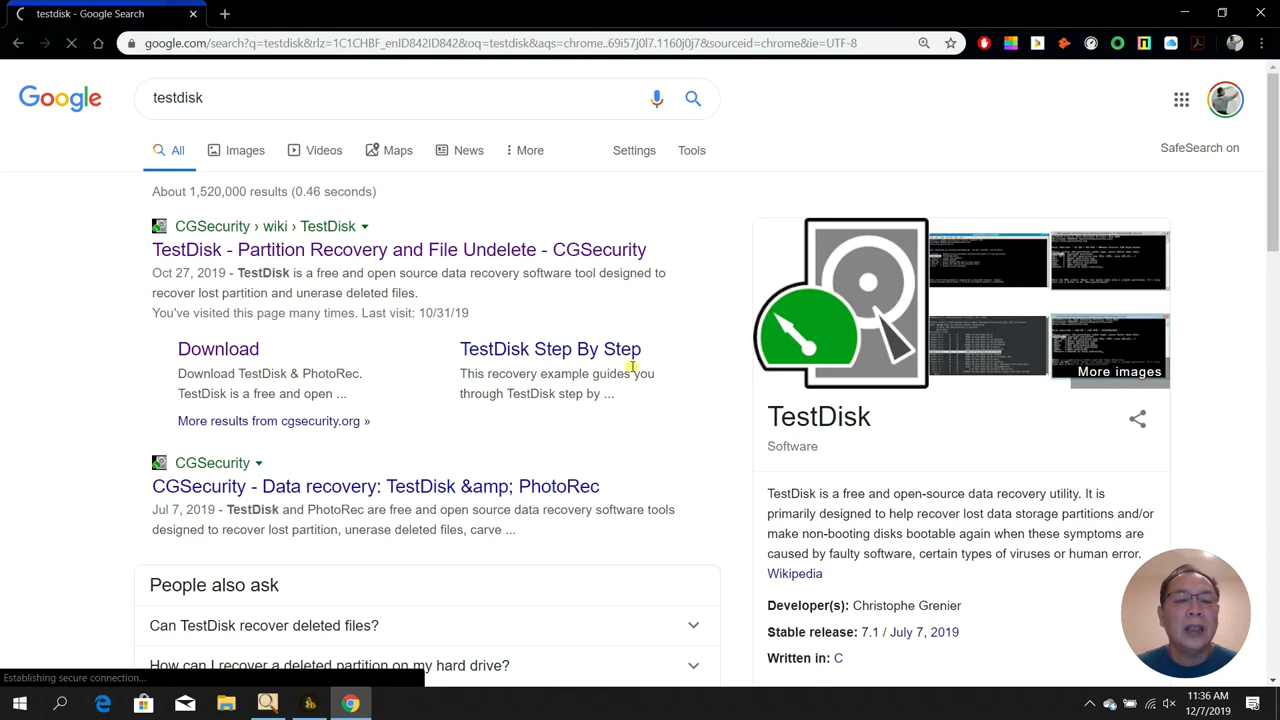 testdisk - Google Search
google.com/search?q=testdisk&rlz=1C1CHBF_enID842ID842&oq=testdisk&aqs=chrome..69i57j0l7.1160j0j7&sourceid=chrome&ie=UTF-8
Google
testdisk
All
Images
Videos
Maps
News
More
Settings
Tools
SafeSearch on
About 1,520,000 results (0.46 seconds)
CGSecurity › wiki › TestDisk
TestDisk - Partition Recovery and File Undelete - CGSecurity
Oct 27, 2019 - TestDisk is a free and open source data recovery software tool designed to
recover lost partition and unerase deleted files.
You've visited this page many times. Last visit: 10/31/19
Download
Download TestDisk & PhotoRec.
TestDisk is a free and open ...
TestDisk Step By Step
This recovery example guides you
through TestDisk step by ...
More results from cgsecurity.org »
CGSecurity
CGSecurity - Data recovery: TestDisk &amp; PhotoRec
Jul 7, 2019 - TestDisk and PhotoRec are free and open source data recovery software tools
designed to recover lost partition, unerase deleted files, carve ...
People also ask
Can TestDisk recover deleted files?
How can I recover a deleted partition on my hard drive?
More images
TestDisk
Software
TestDisk is a free and open-source data recovery utility. It is
primarily designed to help recover lost data storage partitions and/or
make non-booting disks bootable again when these symptoms are
caused by faulty software, certain types of viruses or human error.
Wikipedia
Developer(s): Christophe Grenier
Stable release: 7.1 / July 7, 2019
Written in: C
Establishing secure connection...
11:36 AM
12/7/2019